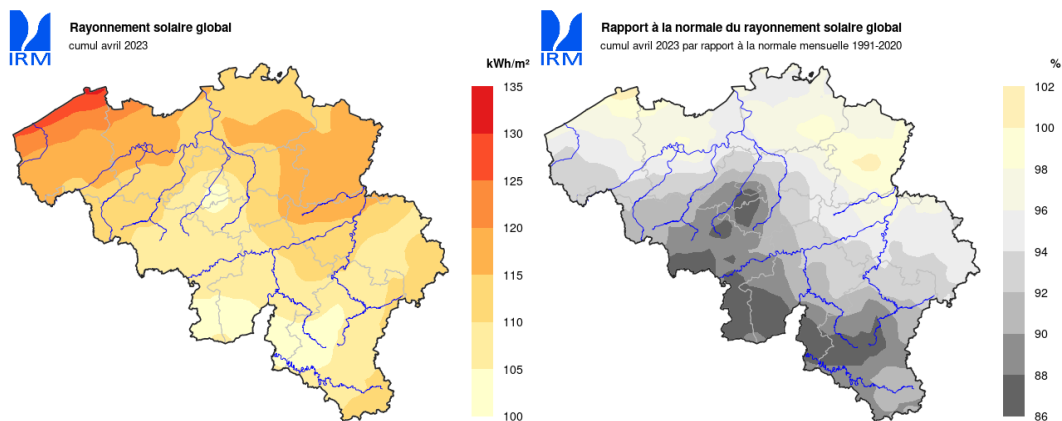 Rayonnement solaire global
cumul avril 2023
IRM
kWh/m²
135
130
125
120
115
110
105
100
Rapport à la normale du rayonnement solaire global
cumul avril 2023 par rapport à la normale mensuelle 1991-2020
IRM
%
102
100
98
96
94
92
90
88
86